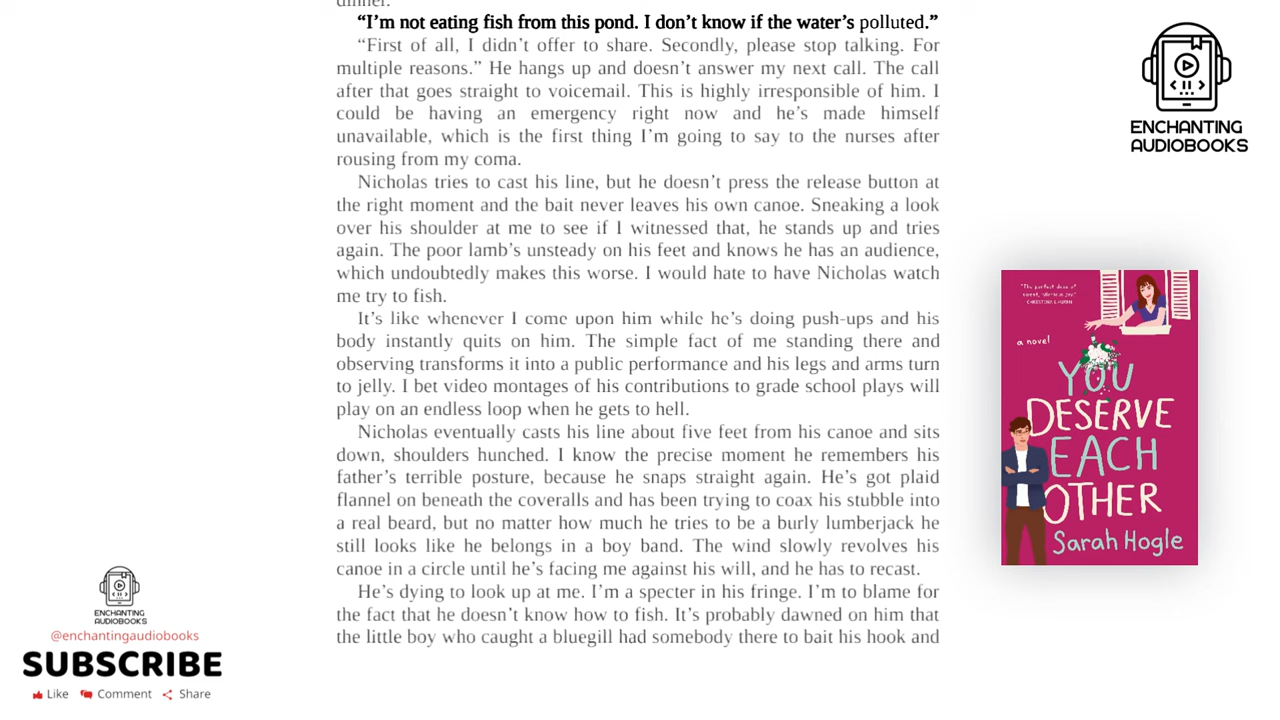 dinner.
“I’m not eating fish from this pond. I don’t know if the water’s polluted.”
“First of all, I didn’t offer to share. Secondly, please stop talking. For
multiple reasons.” He hangs up and doesn’t answer my next call. The call
after that goes straight to voicemail. This is highly irresponsible of him. I
could be having an emergency right now and he’s made himself
unavailable, which is the first thing I’m going to say to the nurses after
rousing from my coma.
Nicholas tries to cast his line, but he doesn’t press the release button at
the right moment and the bait never leaves his own canoe. Sneaking a look
over his shoulder at me to see if I witnessed that, he stands up and tries
again. The poor lamb’s unsteady on his feet and knows he has an audience,
which undoubtedly makes this worse. I would hate to have Nicholas watch
me try to fish.
It’s like whenever I come upon him while he’s doing push-ups and his
body instantly quits on him. The simple fact of me standing there and
observing transforms it into a public performance and his legs and arms turn
to jelly. I bet video montages of his contributions to grade school plays will
play on an endless loop when he gets to hell.
Nicholas eventually casts his line about five feet from his canoe and sits
down, shoulders hunched. I know the precise moment he remembers his
father’s terrible posture, because he snaps straight again. He’s got plaid
flannel on beneath the coveralls and has been trying to coax his stubble into
a real beard, but no matter how much he tries to be a burly lumberjack he
still looks like he belongs in a boy band. The wind slowly revolves his
canoe in a circle until he’s facing me against his will, and he has to recast.
He’s dying to look up at me. I’m a specter in his fringe. I’m to blame for
the fact that he doesn’t know how to fish. It’s probably dawned on him that
the little boy who caught a bluegill had somebody there to bait his hook and
ENCHANTING
AUDIOBOOKS
a novel
YOU
DESERVE
EACH
OTHER
Sarah Hogle
ENCHANTING
AUDIOBOOKS
@enchantingaudiobooks
SUBSCRIBE
Like Comment Share